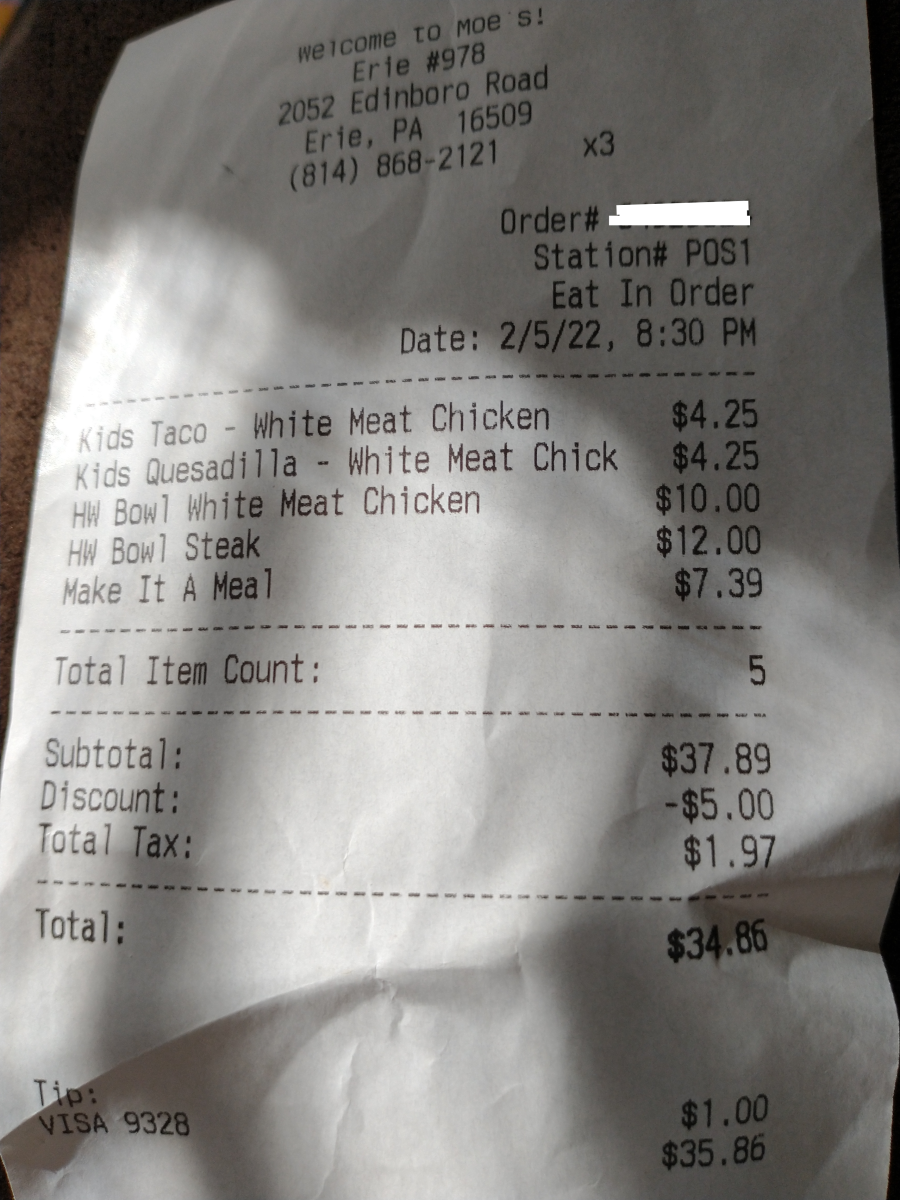 Welcome to Moe's!
Erie #978
2052 Edinboro Road
Erie, PA 16509
(814) 868-2121 x3
Order#
Station# POS1
Eat In Order
Date: 2/5/22, 8:30 PM
Kids Taco - White Meat Chicken $4.25
Kids Quesadilla - White Meat Chick $4.25
HW Bowl White Meat Chicken $10.00
HW Bowl Steak $12.00
Make It A Meal $7.39
Total Item Count: 5
Subtotal: $37.89
Discount: -$5.00
Total Tax: $1.97
Total: $34.86
Tip: $1.00
VISA 9328 $35.86